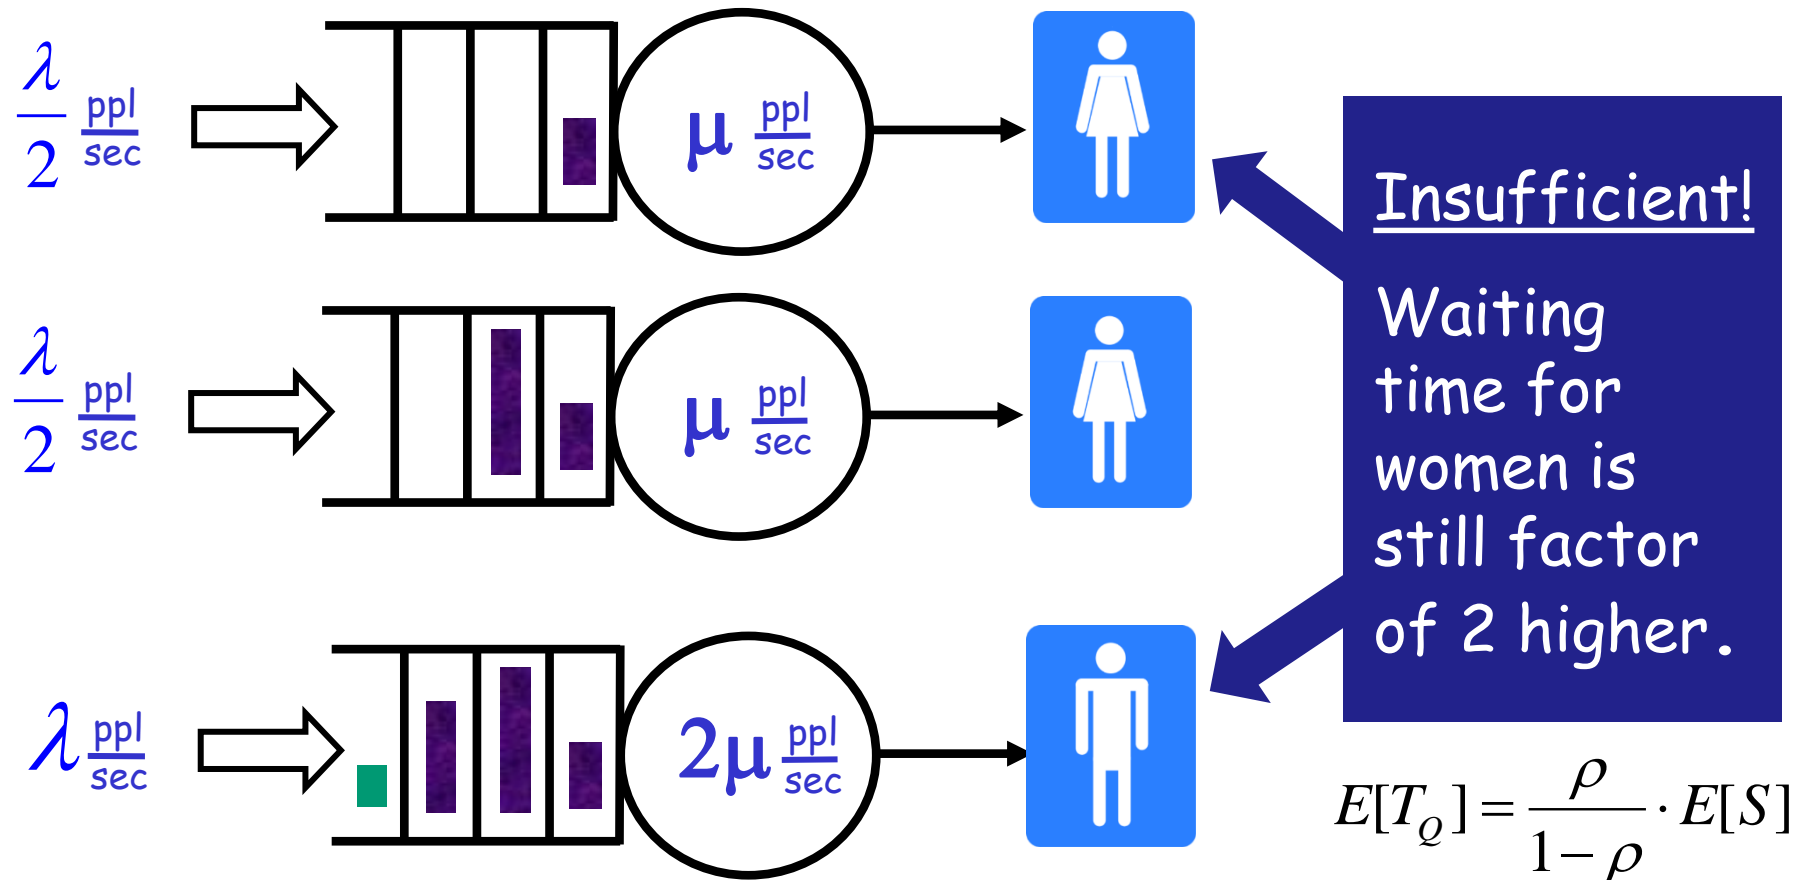 λ/2 ppl/sec
μ ppl/sec
λ/2 ppl/sec
μ ppl/sec
λ ppl/sec
2μ ppl/sec
Insufficient!
Waiting
time for
women is
still factor
of 2 higher.
E[T_Q] = ρ/(1−ρ) · E[S]